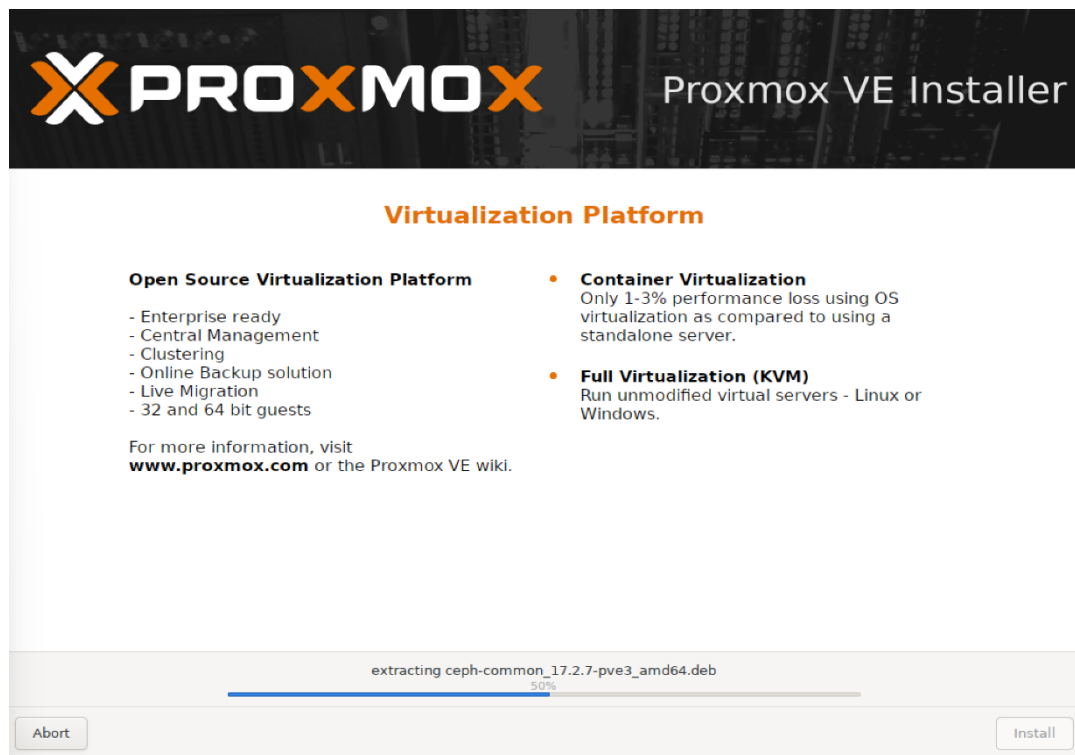 PROXMOX
Proxmox VE Installer
Virtualization Platform
Open Source Virtualization Platform
- Enterprise ready
- Central Management
- Clustering
- Online Backup solution
- Live Migration
- 32 and 64 bit guests
For more information, visit
www.proxmox.com or the Proxmox VE wiki.
• Container Virtualization
Only 1-3% performance loss using OS
virtualization as compared to using a
standalone server.
• Full Virtualization (KVM)
Run unmodified virtual servers - Linux or
Windows.
extracting ceph-common_17.2.7-pve3_amd64.deb
50%
Abort
Install